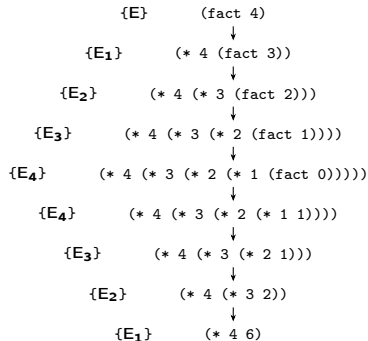 {E} (fact 4)
{E₁} (* 4 (fact 3))
{E₂} (* 4 (* 3 (fact 2)))
{E₃} (* 4 (* 3 (* 2 (fact 1))))
{E₄} (* 4 (* 3 (* 2 (* 1 (fact 0)))))
{E₄} (* 4 (* 3 (* 2 (* 1 1))))
{E₃} (* 4 (* 3 (* 2 1)))
{E₂} (* 4 (* 3 2))
{E₁} (* 4 6)